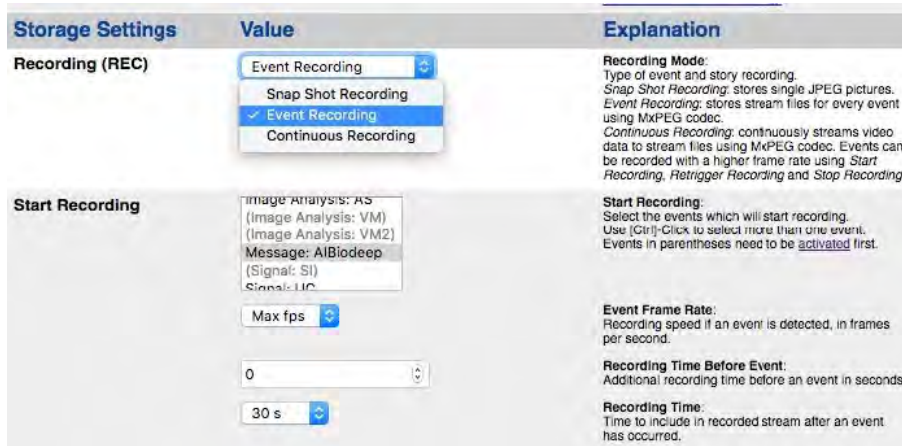 Storage Settings Value Explanation
Recording (REC)
Event Recording
Snap Shot Recording
✓ Event Recording
Continuous Recording
Recording Mode:
Type of event and story recording.
Snap Shot Recording: stores single JPEG pictures.
Event Recording: stores stream files for every event
using MxPEG codec.
Continuous Recording: continuously streams video
data to stream files using MxPEG codec. Events can
be recorded with a higher frame rate using Start
Recording, Retrigger Recording and Stop Recording
Start Recording
Image Analysis: AS
(Image Analysis: VM)
(Image Analysis: VM2)
Message: AIBiodeep
(Signal: SI)
Signal: UC
Start Recording:
Select the events which will start recording.
Use [Ctrl]-Click to select more than one event.
Events in parentheses need to be activated first.
Max fps
Event Frame Rate:
Recording speed if an event is detected, in frames
per second.
0
Recording Time Before Event:
Additional recording time before an event in seconds
30 s
Recording Time:
Time to include in recorded stream after an event
has occurred.